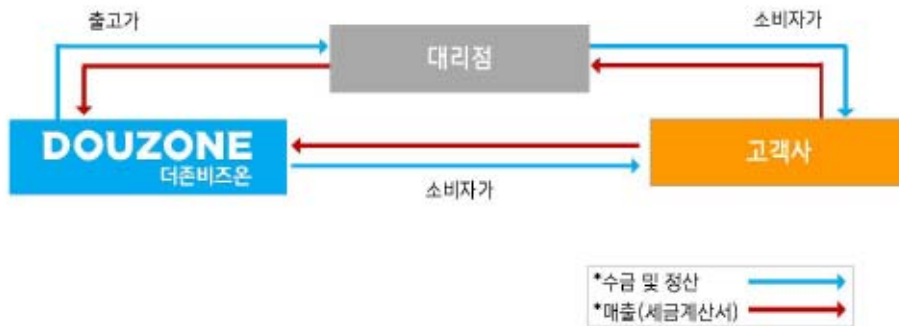 출고가
소비자가
대리점
DOUZONE
더존비즈온
고객사
소비자가
*수금 및 정산
*매출(세금계산서)